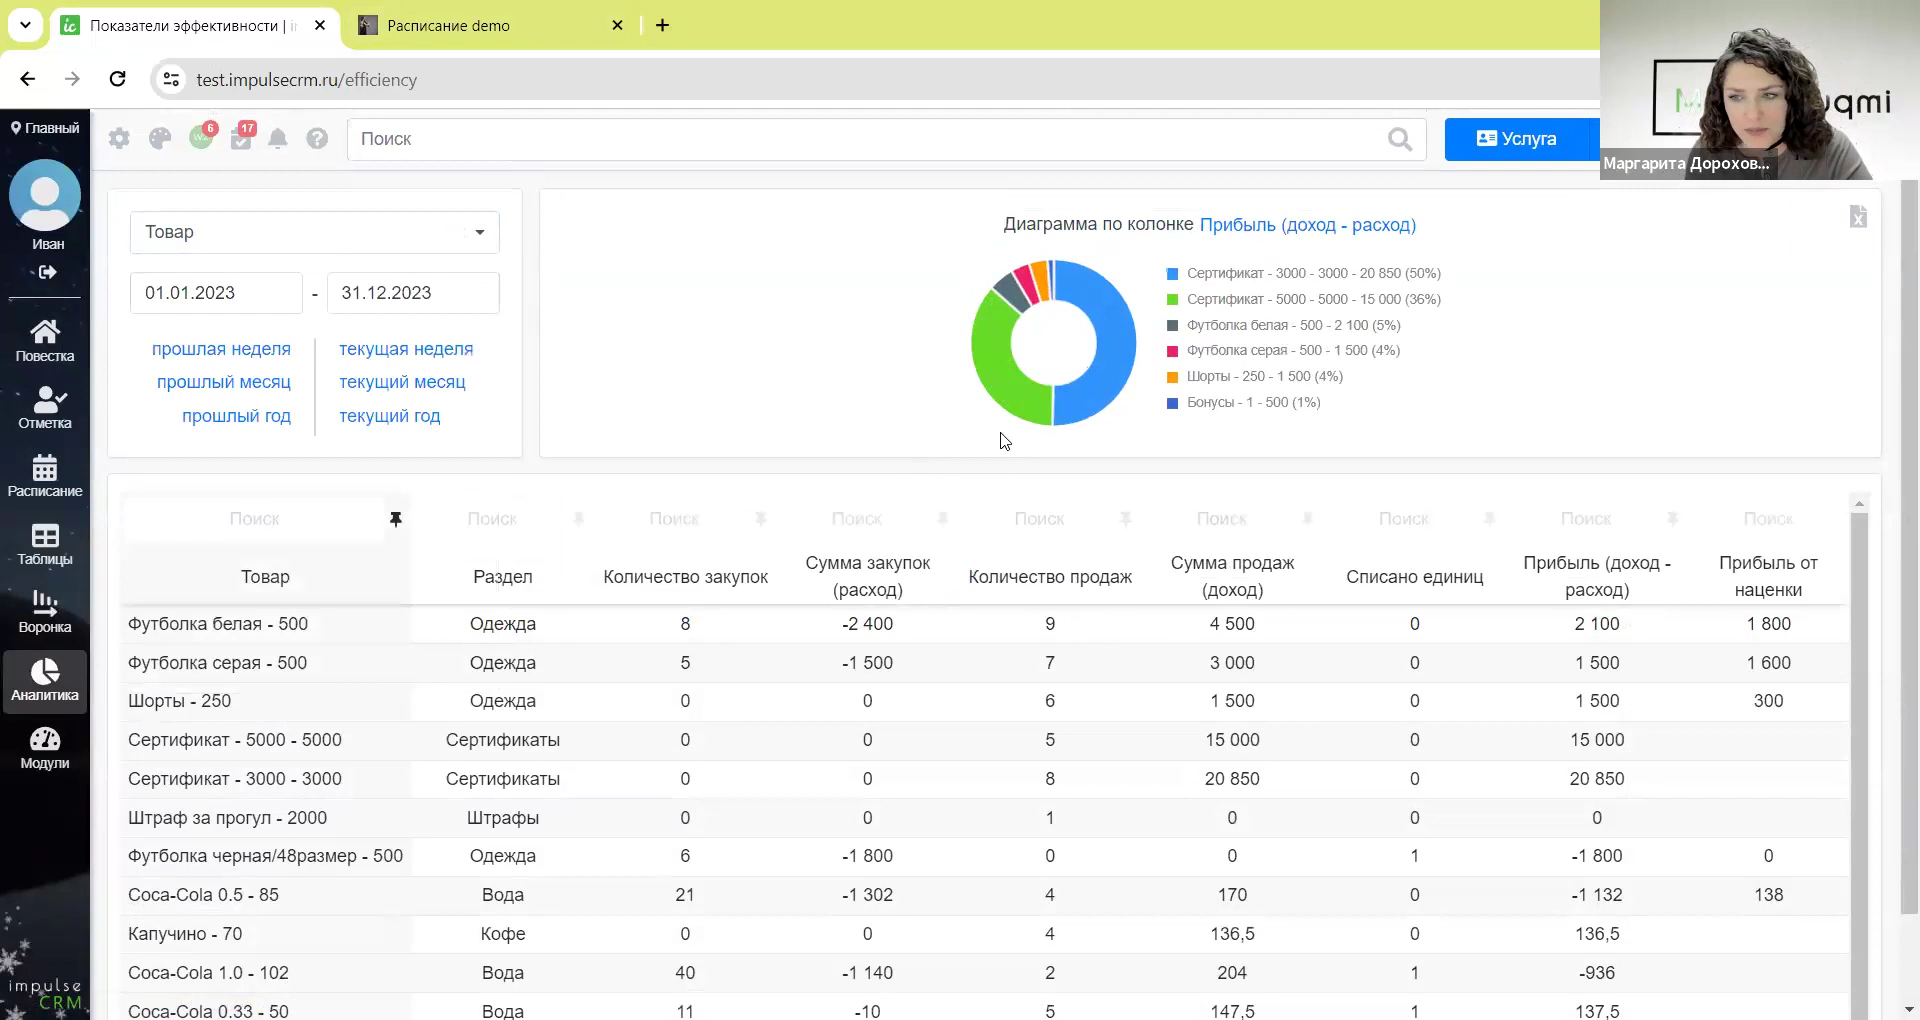 Показатели эффективности |
Расписание demo
test.impulsecrm.ru/efficiency
Маргарита Дорохов...
Главный
Иван
Повестка
Отметка
Расписание
Таблицы
Воронка
Аналитика
Модули
impulse
CRM
6
17
Поиск
Услуга
Товар
01.01.2023 - 31.12.2023
прошлая неделя текущая неделя
прошлый месяц текущий месяц
прошлый год текущий год
Диаграмма по колонке Прибыль (доход - расход)
Сертификат - 3000 - 3000 - 20 850 (50%)
Сертификат - 5000 - 5000 - 15 000 (36%)
Футболка белая - 500 - 2 100 (5%)
Футболка серая - 500 - 1 500 (4%)
Шорты - 250 - 1 500 (4%)
Бонусы - 1 - 500 (1%)
Поиск Поиск Поиск Поиск Поиск Поиск Поиск Поиск Поиск
Товар Раздел Количество закупок Сумма закупок (расход) Количество продаж Сумма продаж (доход) Списано единиц Прибыль (доход - расход) Прибыль от наценки
Футболка белая - 500 Одежда 8 -2 400 9 4 500 0 2 100 1 800
Футболка серая - 500 Одежда 5 -1 500 7 3 000 0 1 500 1 600
Шорты - 250 Одежда 0 0 6 1 500 0 1 500 300
Сертификат - 5000 - 5000 Сертификаты 0 0 5 15 000 0 15 000
Сертификат - 3000 - 3000 Сертификаты 0 0 8 20 850 0 20 850
Штраф за прогул - 2000 Штрафы 0 0 1 0 0 0
Футболка черная/48размер - 500 Одежда 6 -1 800 0 0 1 -1 800 0
Coca-Cola 0.5 - 85 Вода 21 -1 302 4 170 0 -1 132 138
Капучино - 70 Кофе 0 0 4 136,5 0 136,5
Coca-Cola 1.0 - 102 Вода 40 -1 140 2 204 1 -936
Coca-Cola 0.33 - 50 Вода 11 -10 5 147,5 1 137,5